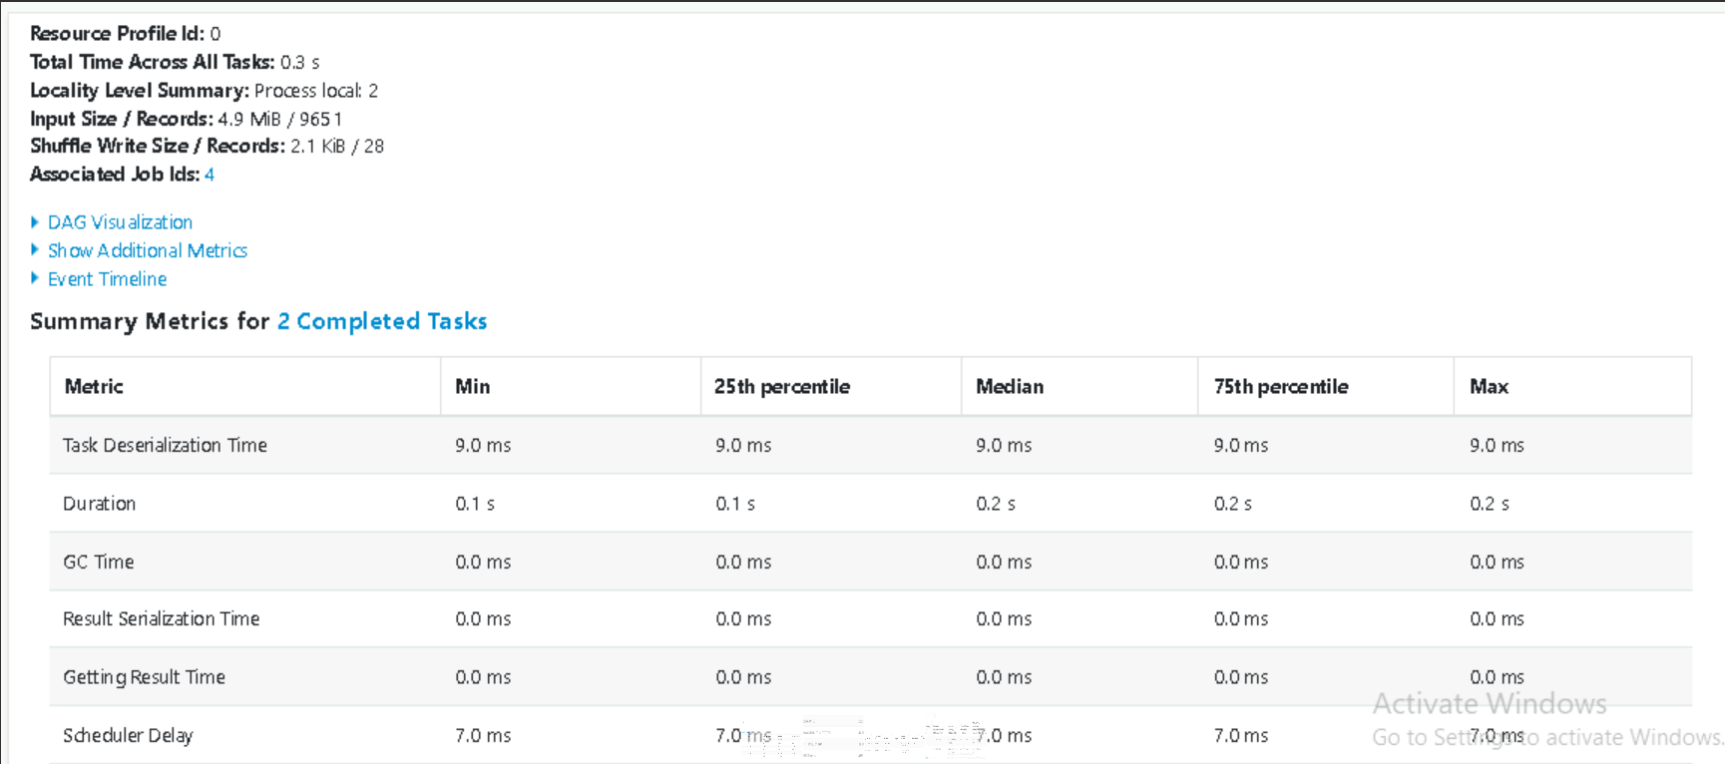 Resource Profile Id: 0
Total Time Across All Tasks: 0.3 s
Locality Level Summary: Process local: 2
Input Size / Records: 4.9 MiB / 9651
Shuffle Write Size / Records: 2.1 KiB / 28
Associated Job Ids: 4
DAG Visualization
Show Additional Metrics
Event Timeline
Summary Metrics for 2 Completed Tasks
Metric Min 25th percentile Median 75th percentile Max
Task Deserialization Time 9.0 ms 9.0 ms 9.0 ms 9.0 ms 9.0 ms
Duration 0.1 s 0.1 s 0.2 s 0.2 s 0.2 s
GC Time 0.0 ms 0.0 ms 0.0 ms 0.0 ms 0.0 ms
Result Serialization Time 0.0 ms 0.0 ms 0.0 ms 0.0 ms 0.0 ms
Getting Result Time 0.0 ms 0.0 ms 0.0 ms 0.0 ms 0.0 ms
Scheduler Delay 7.0 ms 7.0 ms 7.0 ms 7.0 ms 7.0 ms
Activate Windows
Go to Settings to activate Windows.